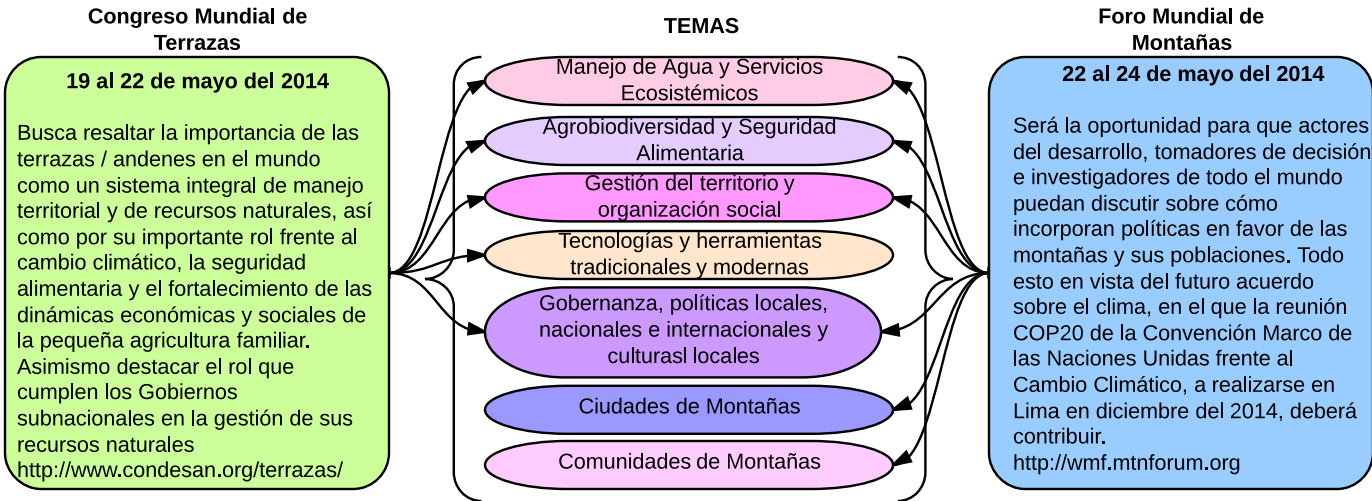 Congreso Mundial de
Terrazas
19 al 22 de mayo del 2014
Busca resaltar la importancia de las
terrazas / andenes en el mundo
como un sistema integral de manejo
territorial y de recursos naturales, así
como por su importante rol frente al
cambio climático, la seguridad
alimentaria y el fortalecimiento de las
dinámicas económicas y sociales de
la pequeña agricultura familiar.
Asimismo destacar el rol que
cumplen los Gobiernos
subnacionales en la gestión de sus
recursos naturales
http://www.condesan.org/terrazas/
TEMAS
Manejo de Agua y Servicios
Ecosistémicos
Agrobiodiversidad y Seguridad
Alimentaria
Gestión del territorio y
organización social
Tecnologías y herramientas
tradicionales y modernas
Gobernanza, políticas locales,
nacionales e internacionales y
culturasl locales
Ciudades de Montañas
Comunidades de Montañas
Foro Mundial de
Montañas
22 al 24 de mayo del 2014
Será la oportunidad para que actores
del desarrollo, tomadores de decisión
e investigadores de todo el mundo
puedan discutir sobre cómo
incorporan políticas en favor de las
montañas y sus poblaciones. Todo
esto en vista del futuro acuerdo
sobre el clima, en el que la reunión
COP20 de la Convención Marco de
las Naciones Unidas frente al
Cambio Climático, a realizarse en
Lima en diciembre del 2014, deberá
contribuir.
http://wmf.mtnforum.org